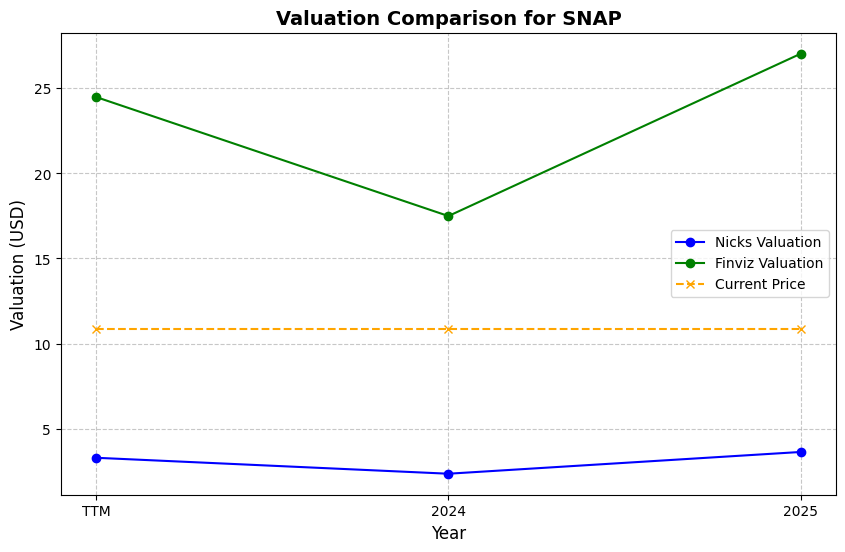 Valuation Comparison for SNAP
Valuation (USD)
25
20
15
10
5
Nicks Valuation
Finviz Valuation
Current Price
TTM
2024
2025
Year